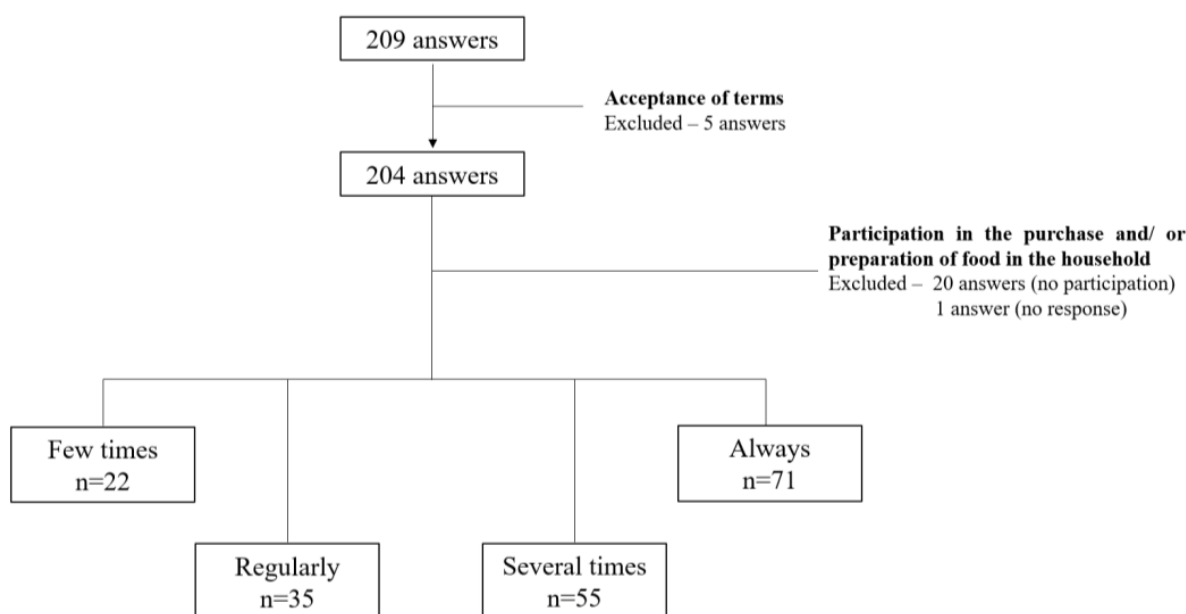 209 answers
Acceptance of terms
Excluded – 5 answers
204 answers
Participation in the purchase and/ or
preparation of food in the household
Excluded – 20 answers (no participation)
1 answer (no response)
Few times
n=22
Always
n=71
Regularly
n=35
Several times
n=55